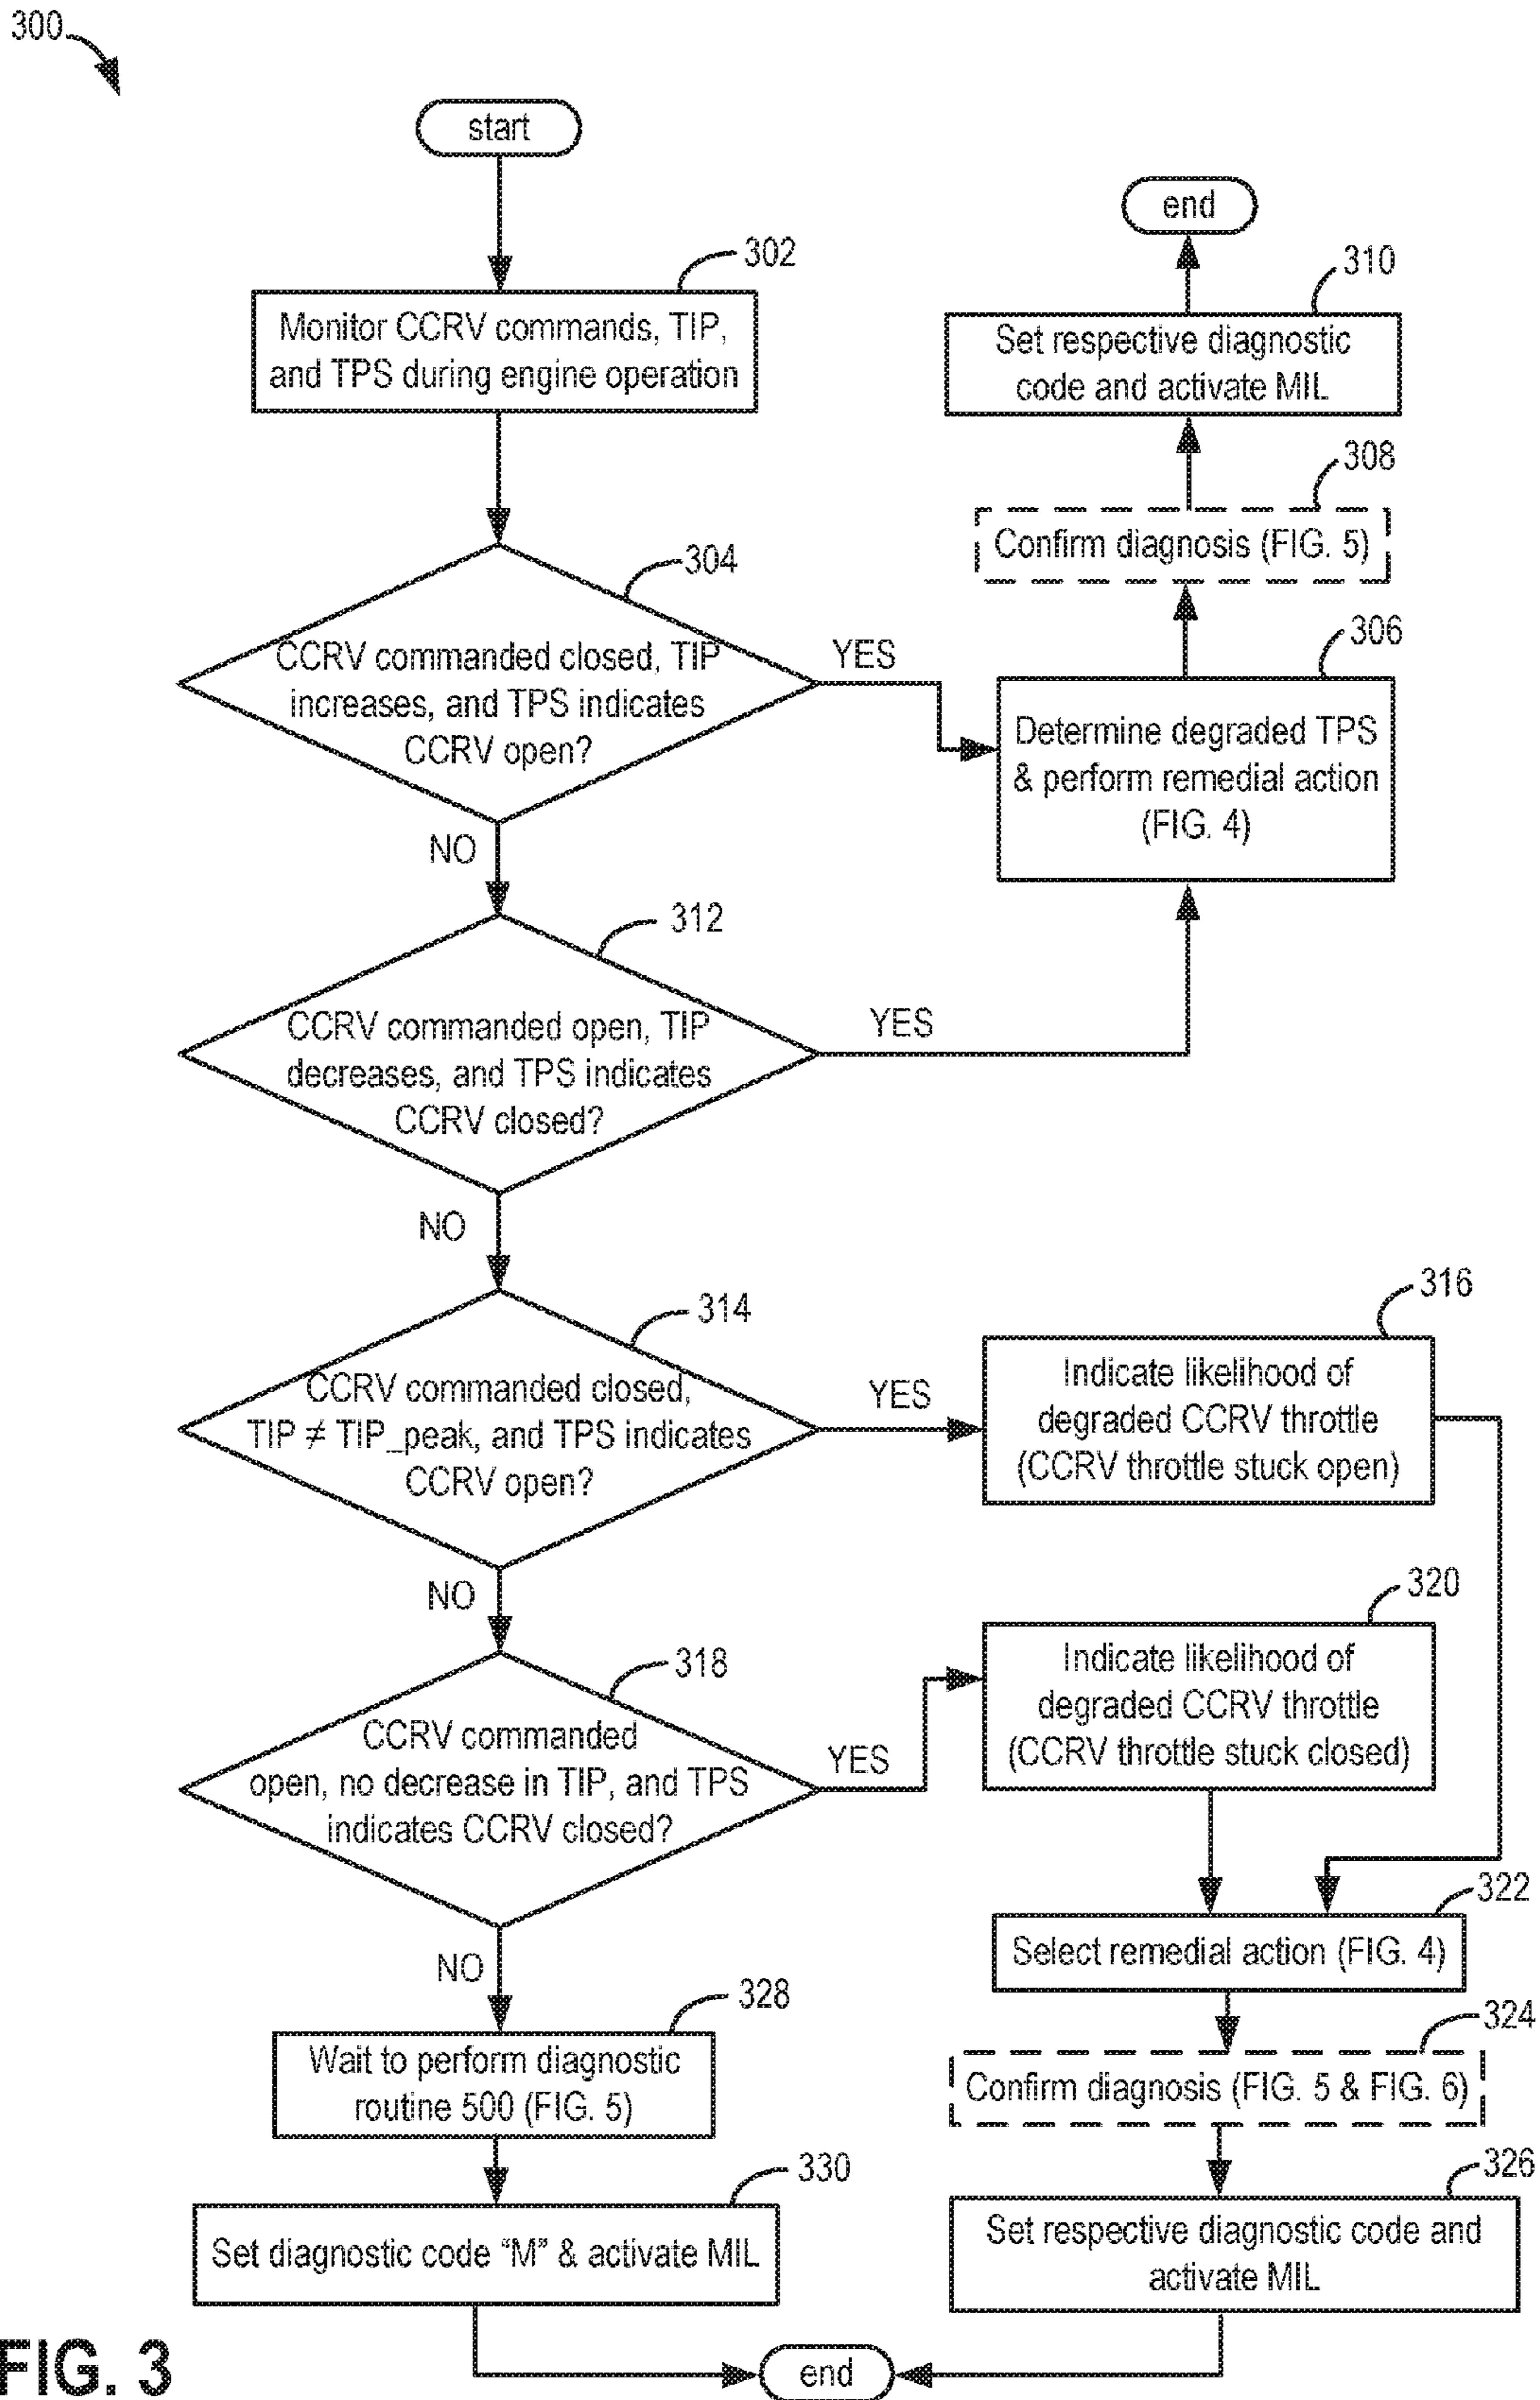 300
start
302
Monitor CCRV commands, TIP,
and TPS during engine operation
304
CCRV commanded closed, TIP
increases, and TPS indicates
CCRV open?
YES
NO
end
310
Set respective diagnostic
code and activate MIL
308
Confirm diagnosis (FIG. 5)
306
Determine degraded TPS
& perform remedial action
(FIG. 4)
312
CCRV commanded open, TIP
decreases, and TPS indicates
CCRV closed?
YES
NO
314
CCRV commanded closed,
TIP ≠ TIP_peak, and TPS indicates
CCRV open?
YES
NO
316
Indicate likelihood of
degraded CCRV throttle
(CCRV throttle stuck open)
318
CCRV commanded
open, no decrease in TIP, and TPS
indicates CCRV closed?
YES
NO
320
Indicate likelihood of
degraded CCRV throttle
(CCRV throttle stuck closed)
322
Select remedial action (FIG. 4)
324
Confirm diagnosis (FIG. 5 & FIG. 6)
326
Set respective diagnostic code and
activate MIL
328
Wait to perform diagnostic
routine 500 (FIG. 5)
330
Set diagnostic code “M” & activate MIL
end
FIG. 3